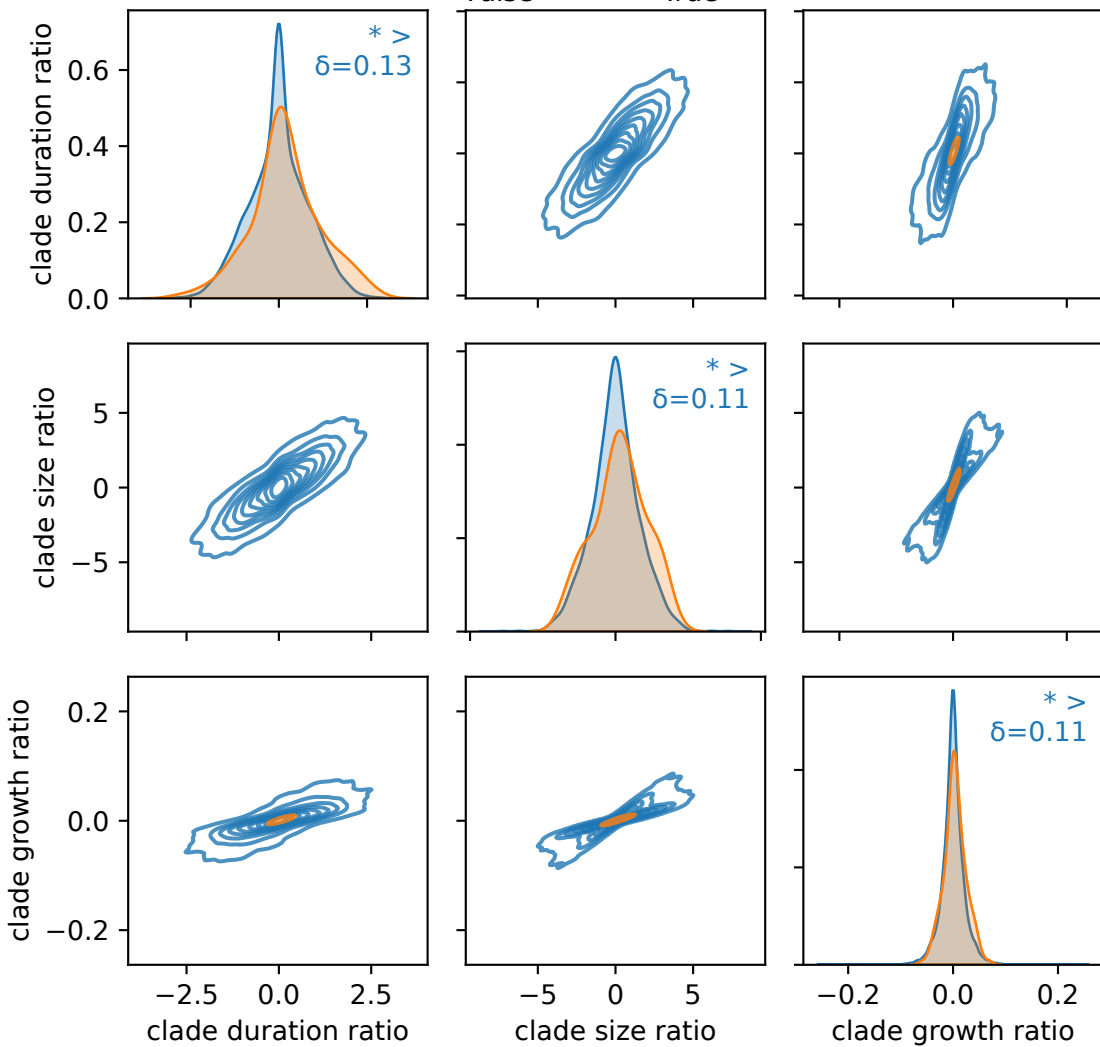 clade duration ratio
0.6
0.4
0.2
0.0
* >
δ=0.13
clade size ratio
5
0
−5
* >
δ=0.11
clade growth ratio
0.2
0.0
−0.2
* >
δ=0.11
−2.5 0.0 2.5
−5 0 5
−0.2 0.0 0.2
clade duration ratio
clade size ratio
clade growth ratio